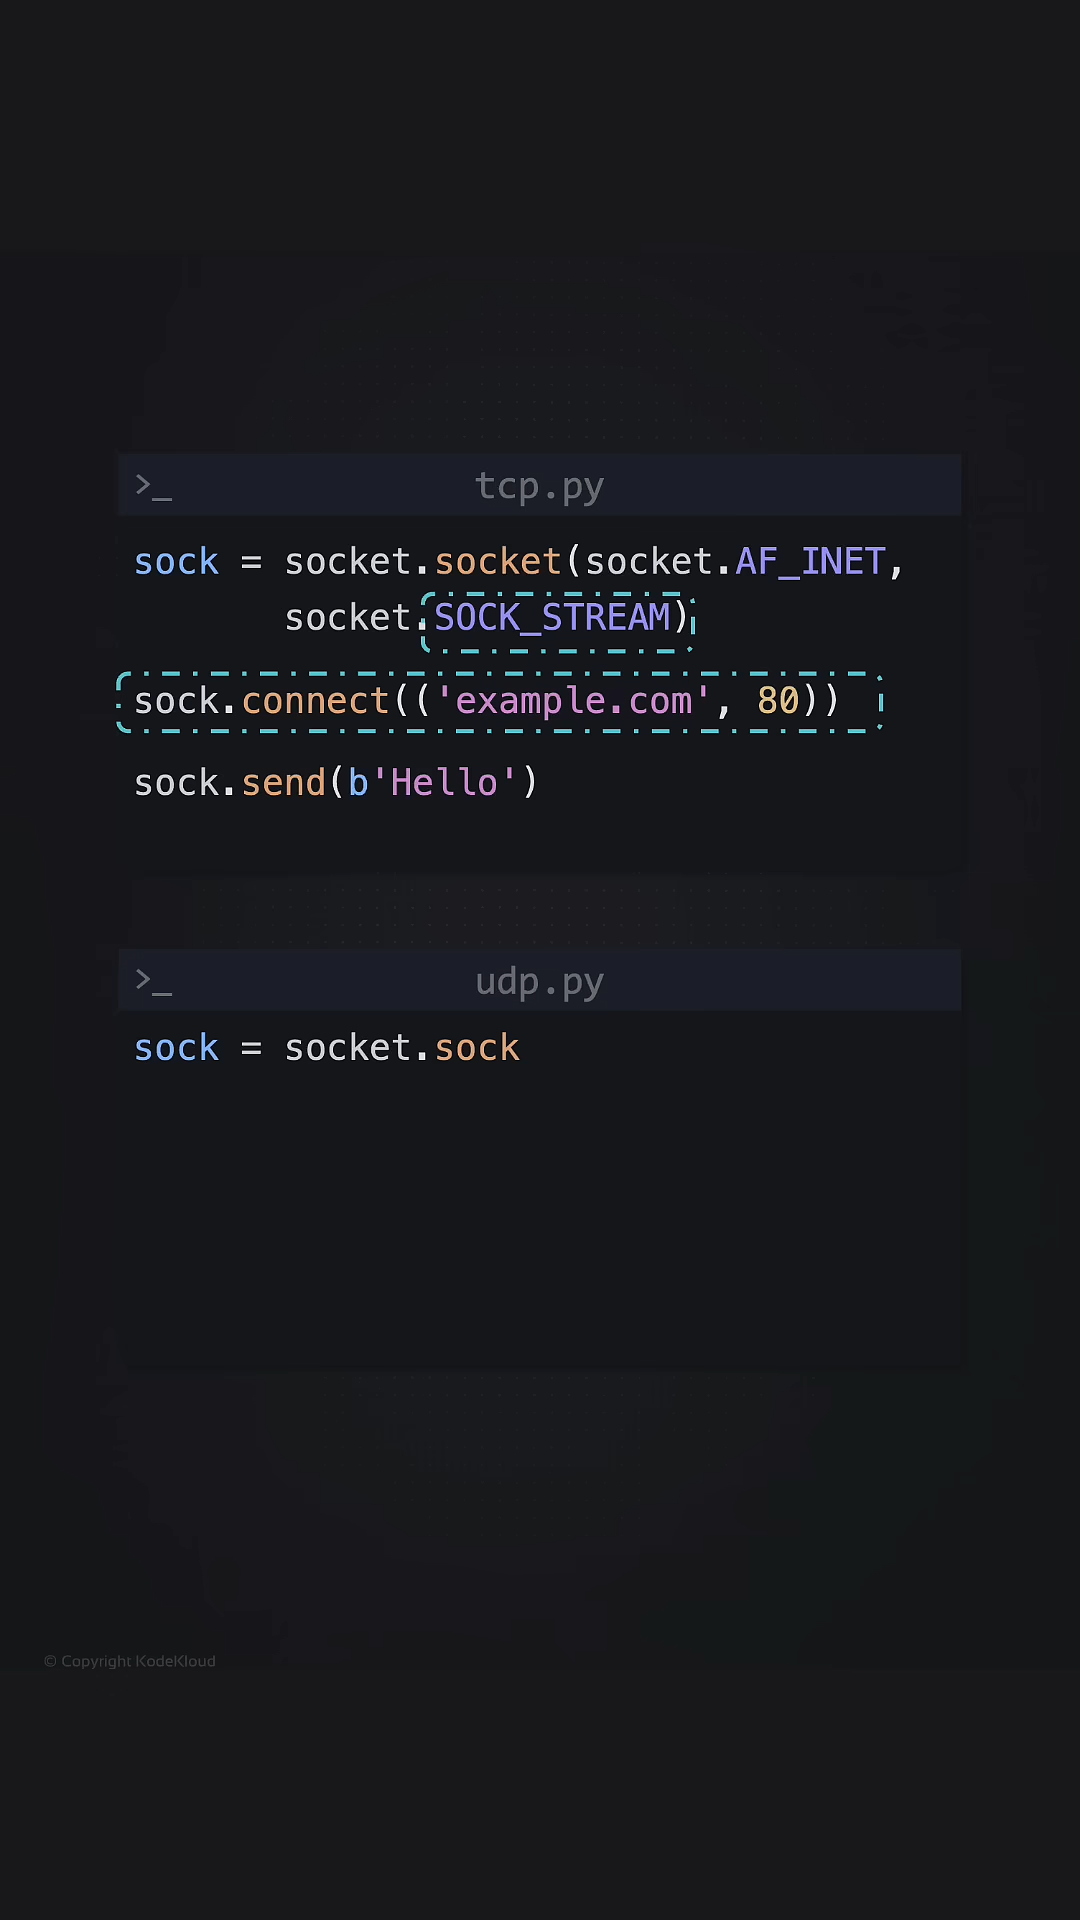 >_ tcp.py
sock = socket.socket(socket.AF_INET,
socket.SOCK_STREAM)
sock.connect(('example.com', 80))
sock.send(b'Hello')
>_ udp.py
sock = socket.sock
© Copyright KodeKloud